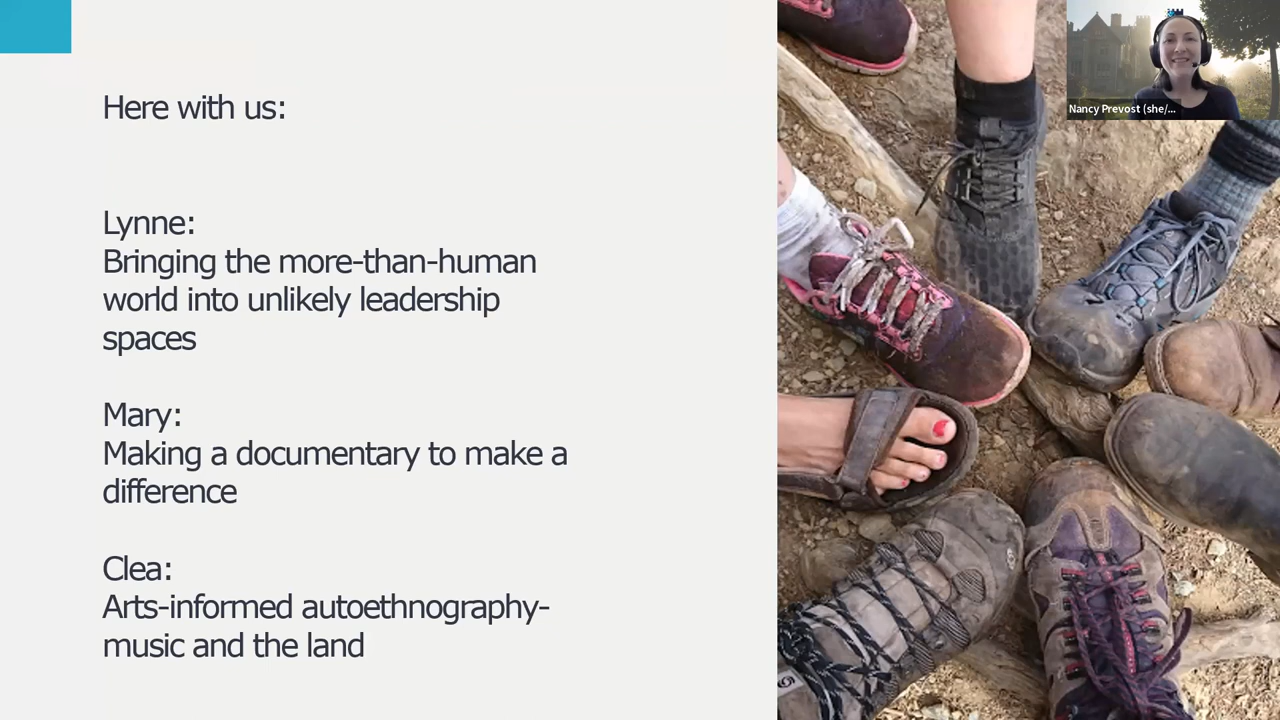 Here with us:
Lynne:
Bringing the more-than-human
world into unlikely leadership
spaces
Mary:
Making a documentary to make a
difference
Clea:
Arts-informed autoethnography-
music and the land
Nancy Prevost (she/...